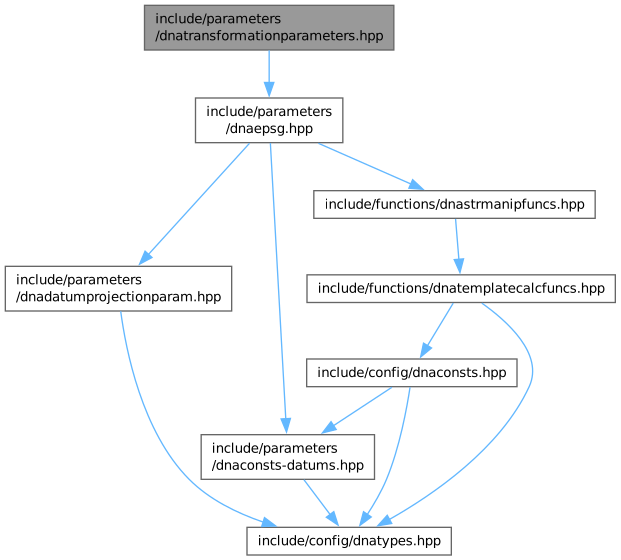 include/parameters
/dnatransformationparameters.hpp
include/parameters
/dnaepsg.hpp
include/functions/dnastrmanipfuncs.hpp
include/parameters
/dnadatumprojectionparam.hpp
include/functions/dnatemplatecalcfuncs.hpp
include/config/dnaconsts.hpp
include/parameters
/dnaconsts-datums.hpp
include/config/dnatypes.hpp